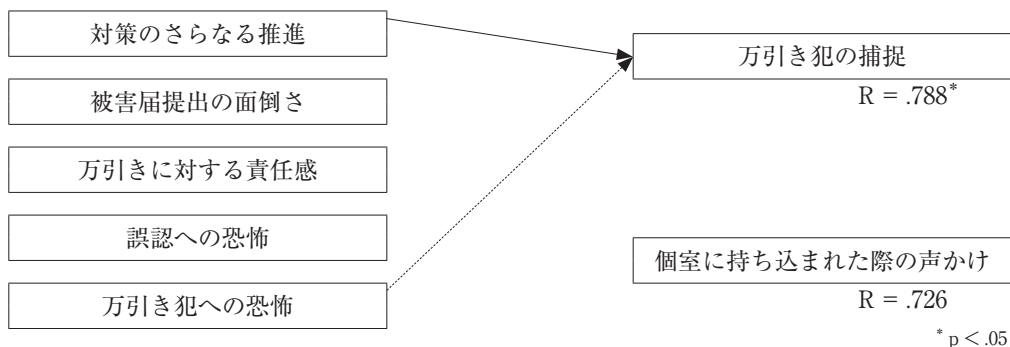 対策のさらなる推進
被害届提出の面倒さ
万引きに対する責任感
誤認への恐怖
万引き犯への恐怖
万引き犯の捕捉
R = .788*
個室に持ち込まれた際の声かけ
R = .726
* p < .05